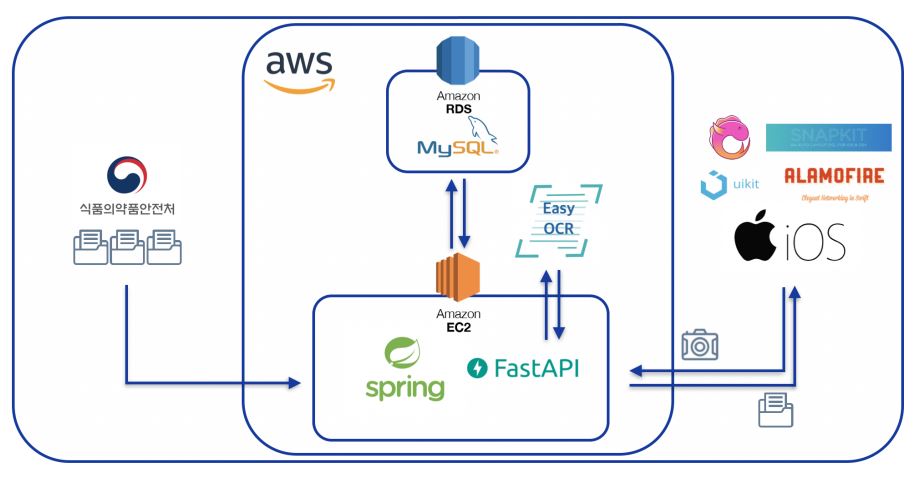 aws
Amazon
RDS
MySQL®
식품의약품안전처
Easy
OCR
SNAPKIT
uikit
ALAMOFIRE
Elegant Networking in Swift
iOS
Amazon
EC2
spring
FastAPI